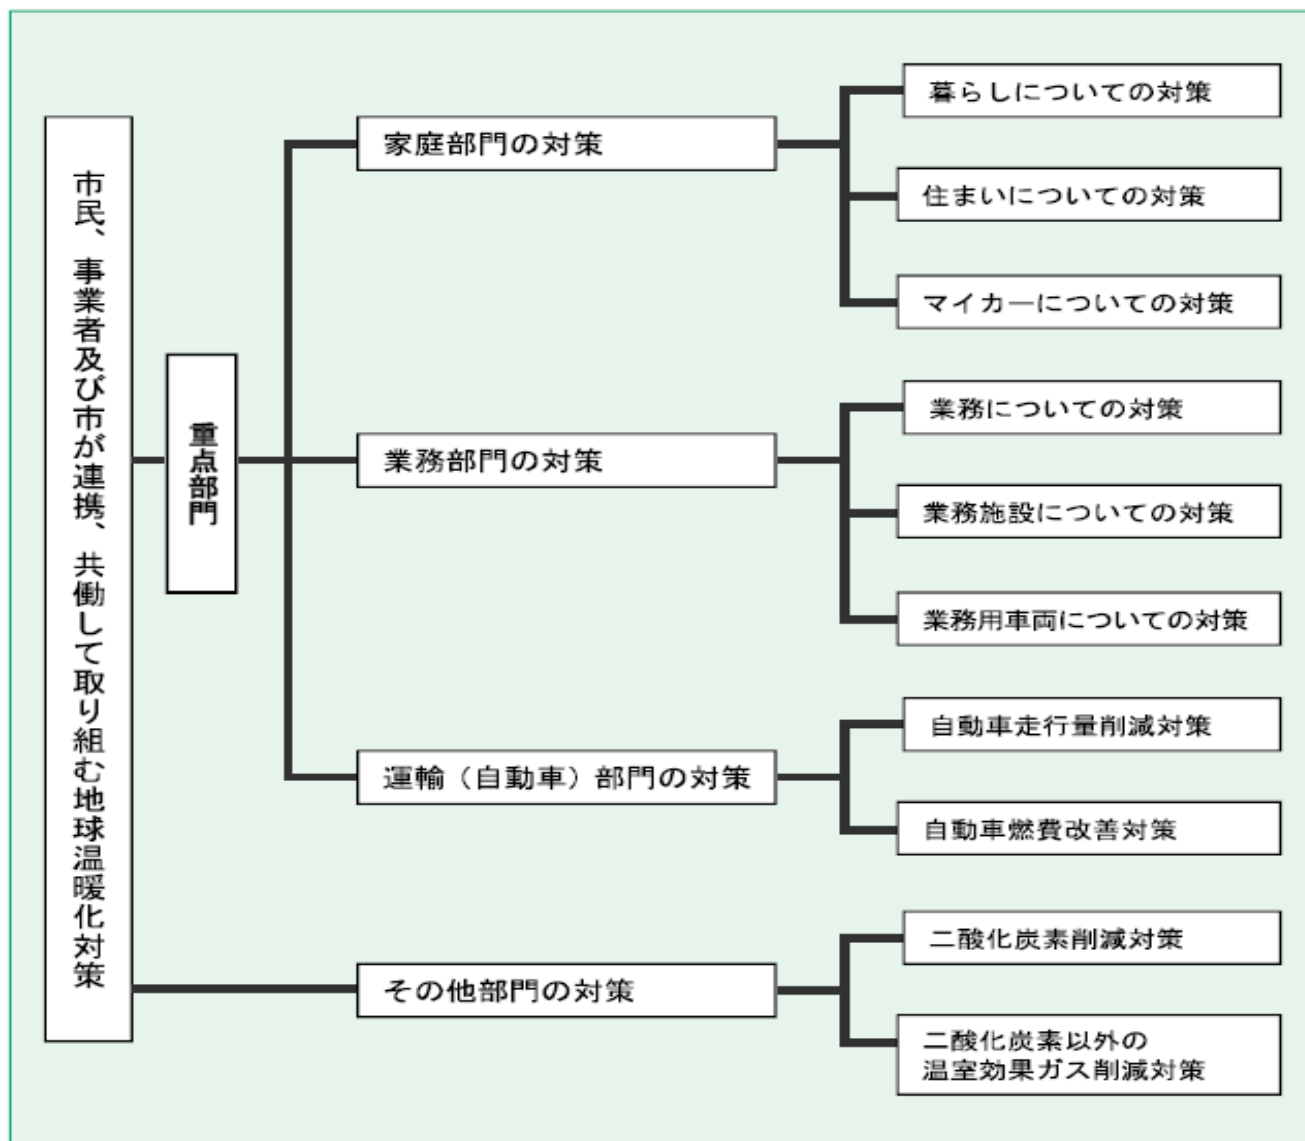 市民、事業者及び市が連携、共働して取り組む地球温暖化対策
重点部門
家庭部門の対策
暮らしについての対策
住まいについての対策
マイカーについての対策
業務部門の対策
業務についての対策
業務施設についての対策
業務用車両についての対策
運輸（自動車）部門の対策
自動車走行量削減対策
自動車燃費改善対策
その他部門の対策
二酸化炭素削減対策
二酸化炭素以外の
温室効果ガス削減対策